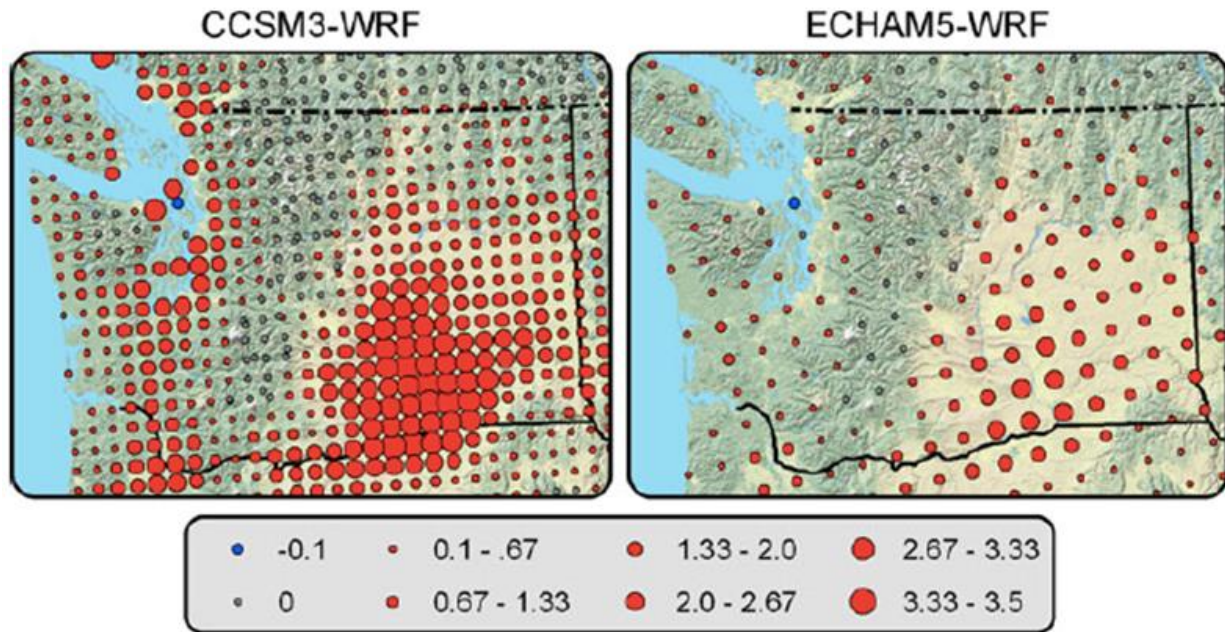 CCSM3-WRF
ECHAM5-WRF
-0.1
0.1 - .67
1.33 - 2.0
2.67 - 3.33
0
0.67 - 1.33
2.0 - 2.67
3.33 - 3.5